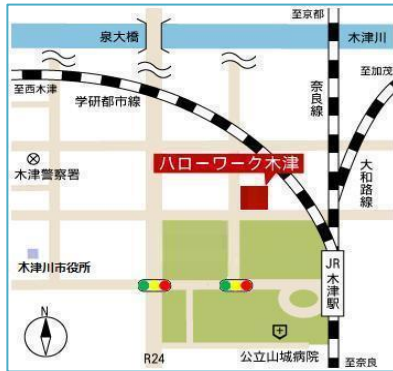 至京都
泉大橋
木津川
至加茂
至西木津
学研都市線
奈良線
ハローワーク木津
大和路線
木津警察署
木津川市役所
JR木津駅
N
公立山城病院
R24
至奈良